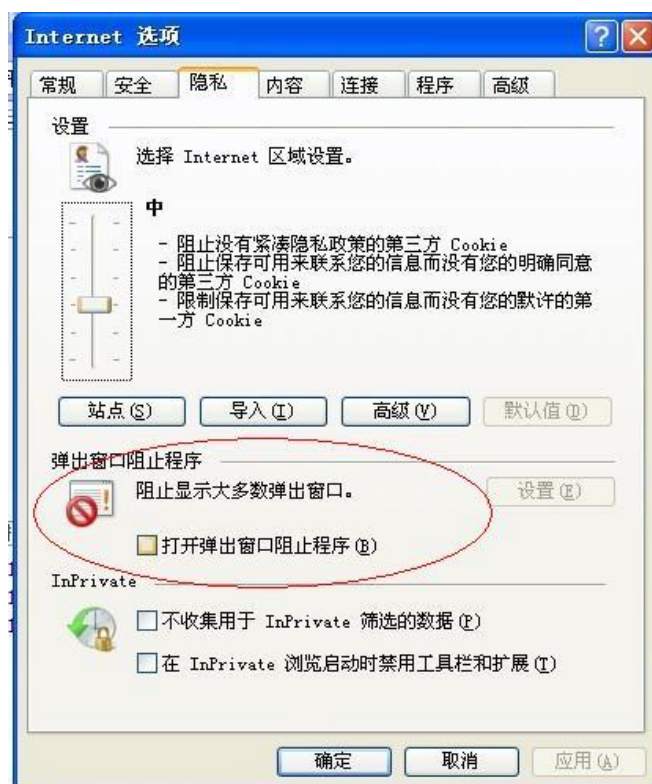 Internet 选项
常规 安全 隐私 内容 连接 程序 高级
设置
选择 Internet 区域设置。
中
- 阻止没有紧凑隐私政策的第三方 Cookie
- 阻止保存可用来联系您的信息而没有您的明确同意
的第三方 Cookie
- 限制保存可用来联系您的信息而没有您的默许的第
一方 Cookie
站点(S) 导入(I) 高级(V) 默认值(D)
弹出窗口阻止程序
阻止显示大多数弹出窗口。 设置(E)
打开弹出窗口阻止程序(B)
InPrivate
不收集用于 InPrivate 筛选的数据(P)
在 InPrivate 浏览启动时禁用工具栏和扩展(T)
确定 取消 应用(A)